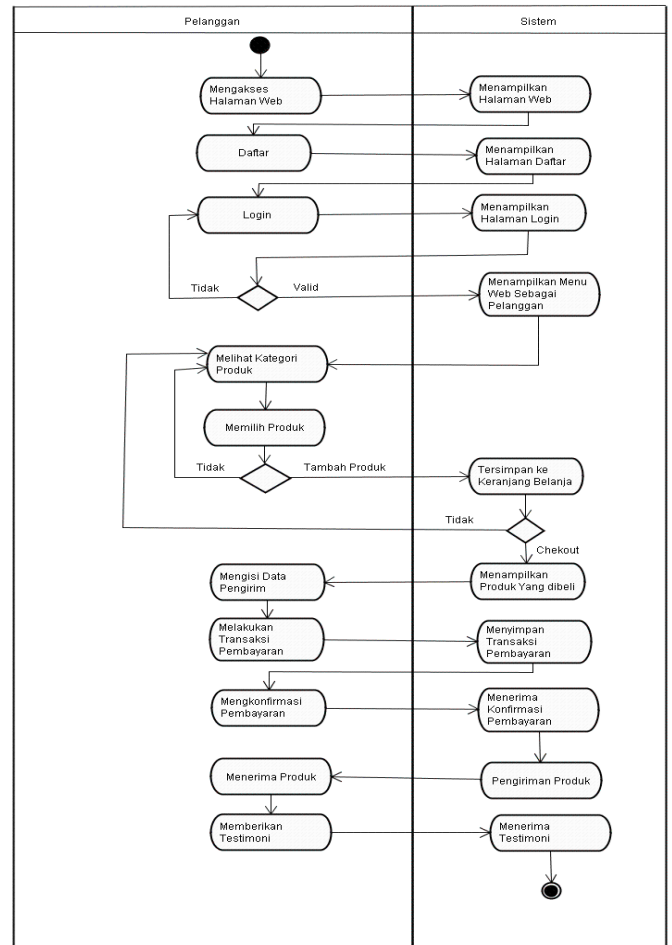 Pelanggan
Sistem
Mengakses
Halaman Web
Menampilkan
Halaman Web
Daftar
Menampilkan
Halaman Daftar
Login
Menampilkan
Halaman Login
Tidak
Valid
Menampilkan Menu
Web Sebagai
Pelanggan
Melihat Kategori
Produk
Memilih Produk
Tidak
Tambah Produk
Tersimpan ke
Keranjang Belanja
Tidak
Chekout
Mengisi Data
Pengirim
Menampilkan
Produk Yang dibeli
Melakukan
Transaksi
Pembayaran
Menyimpan
Transaksi
Pembayaran
Mengkonfirmasi
Pembayaran
Menerima
Konfirmasi
Pembayaran
Menerima Produk
Pengiriman Produk
Memberikan
Testimoni
Menerima
Testimoni